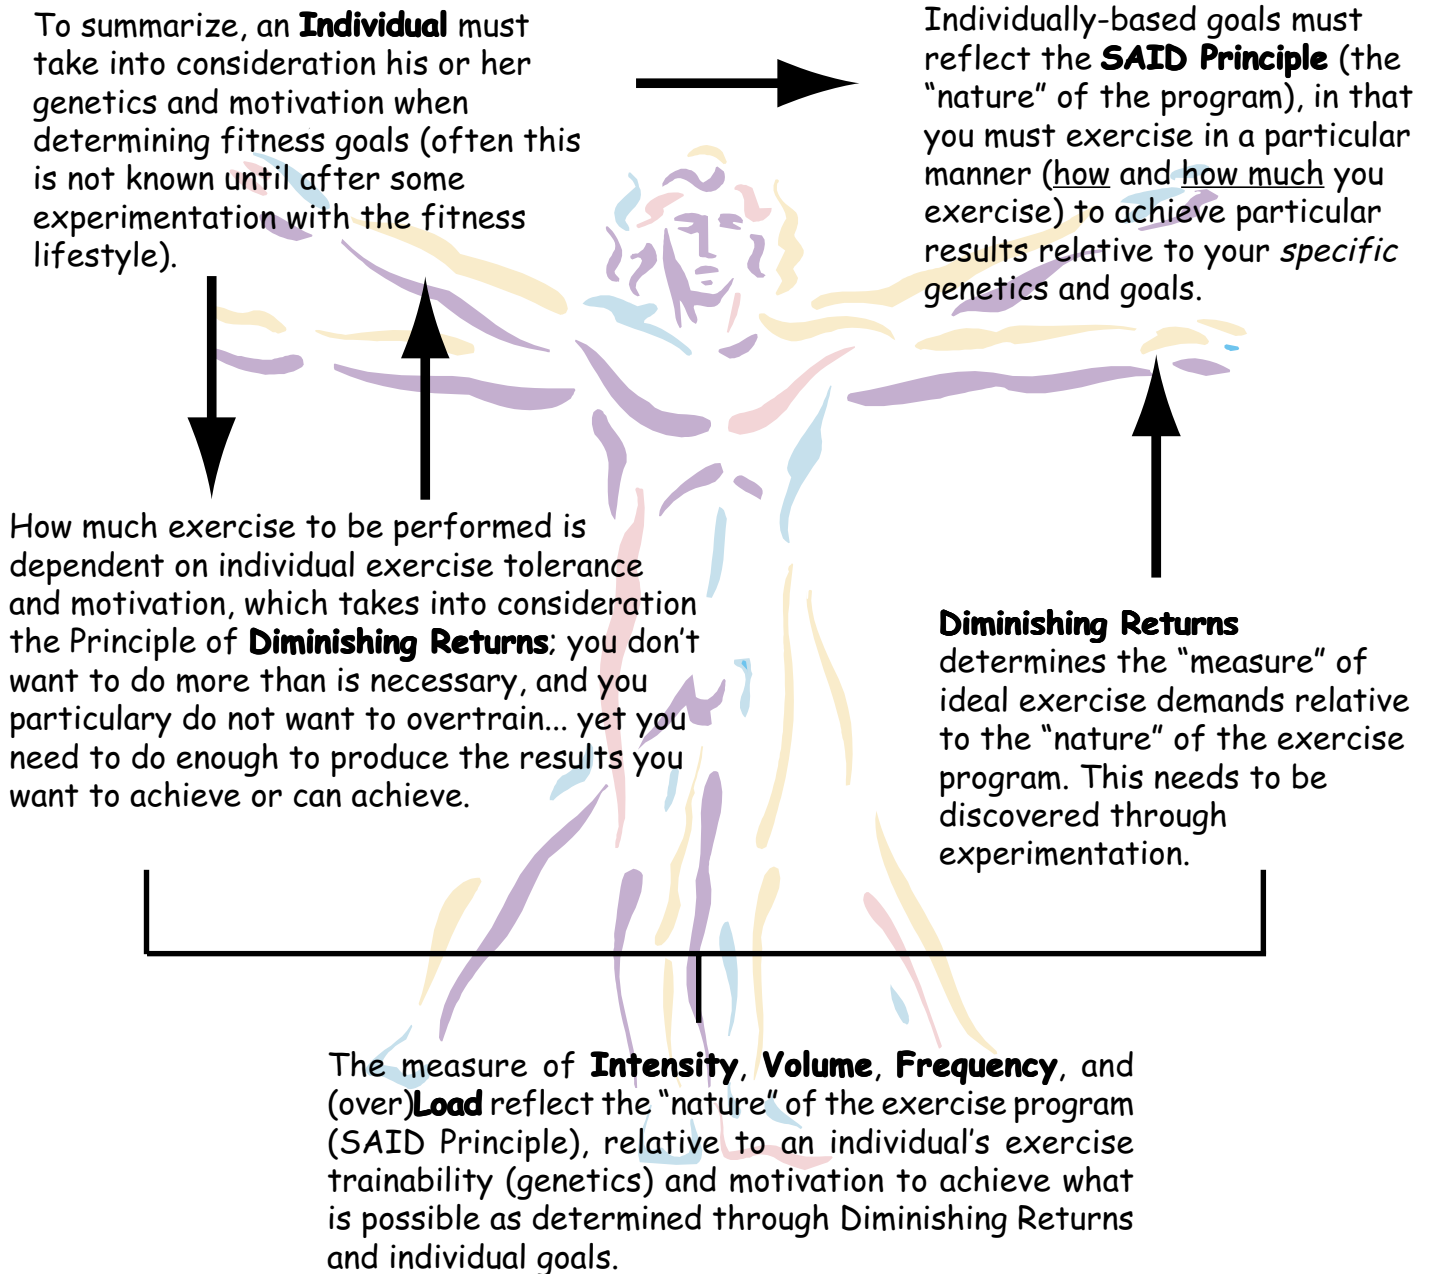 To summarize, an Individual must
take into consideration his or her
genetics and motivation when
determining fitness goals (often this
is not known until after some
experimentation with the fitness
lifestyle).
Individually-based goals must
reflect the SAID Principle (the
“nature” of the program), in that
you must exercise in a particular
manner (how and how much you
exercise) to achieve particular
results relative to your specific
genetics and goals.
How much exercise to be performed is
dependent on individual exercise tolerance
and motivation, which takes into consideration
the Principle of Diminishing Returns; you don’t
want to do more than is necessary, and you
particulary do not want to overtrain... yet you
need to do enough to produce the results you
want to achieve or can achieve.
Diminishing Returns
determines the “measure” of
ideal exercise demands relative
to the “nature” of the exercise
program. This needs to be
discovered through
experimentation.
The measure of Intensity, Volume, Frequency, and
(over)Load reflect the “nature” of the exercise program
(SAID Principle), relative to an individual’s exercise
trainability (genetics) and motivation to achieve what
is possible as determined through Diminishing Returns
and individual goals.